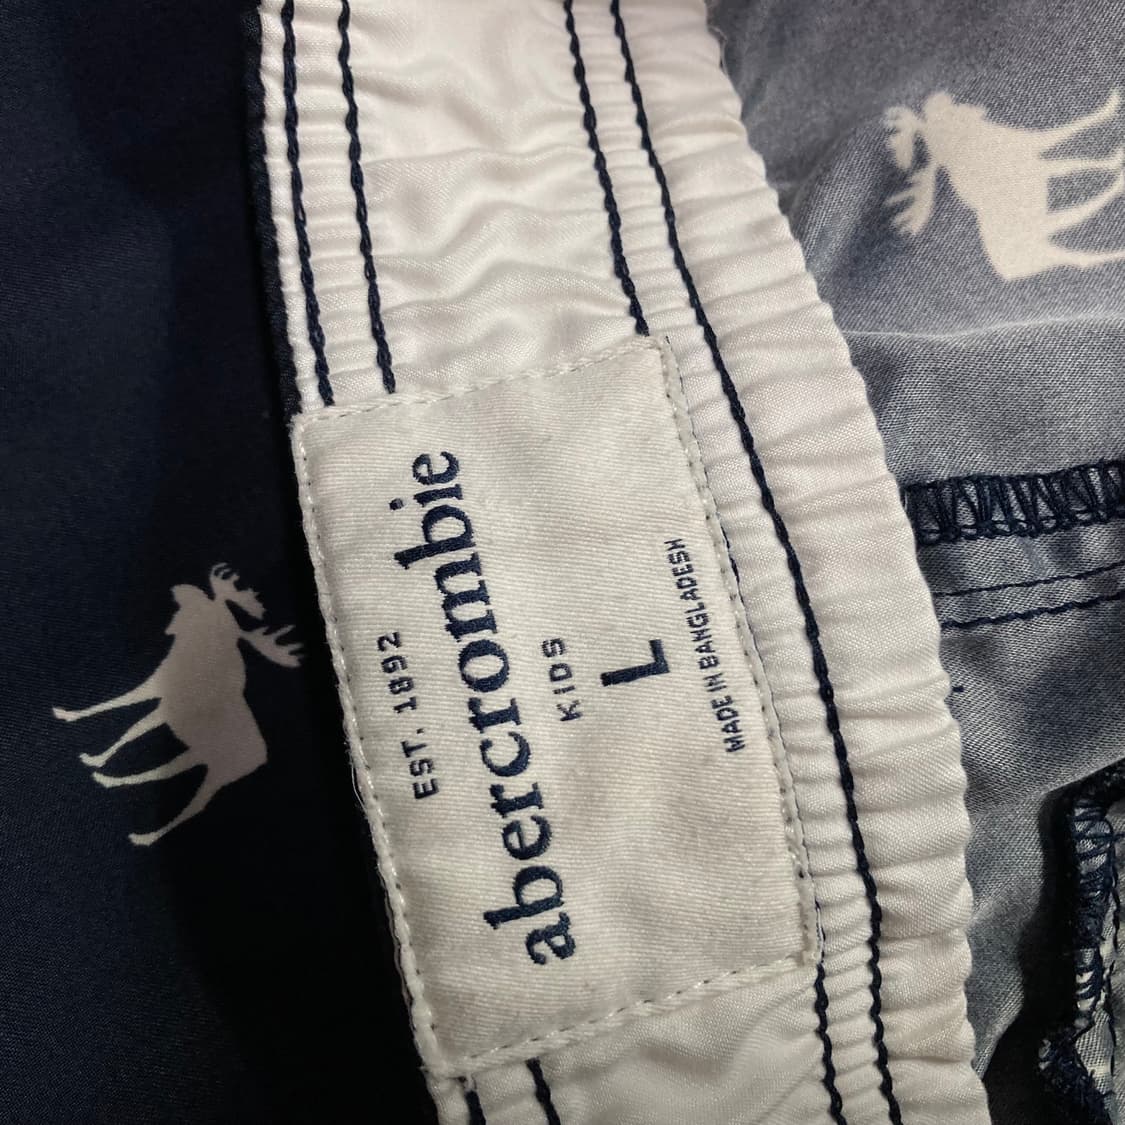 EST. 1892
abercrombie
KIDS
L
MADE IN BANGLADESH